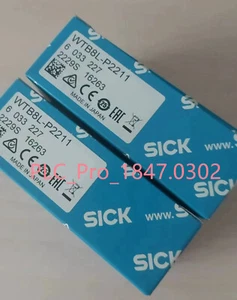 WTB8L-P2211
6 033 227
2229S 16263
MADE IN JAPAN
SICK
www.si
WTB8L-P2211
6 033 227
2229S 16263
MADE IN JAPAN
SICK
PLC_Pro_1847.0302